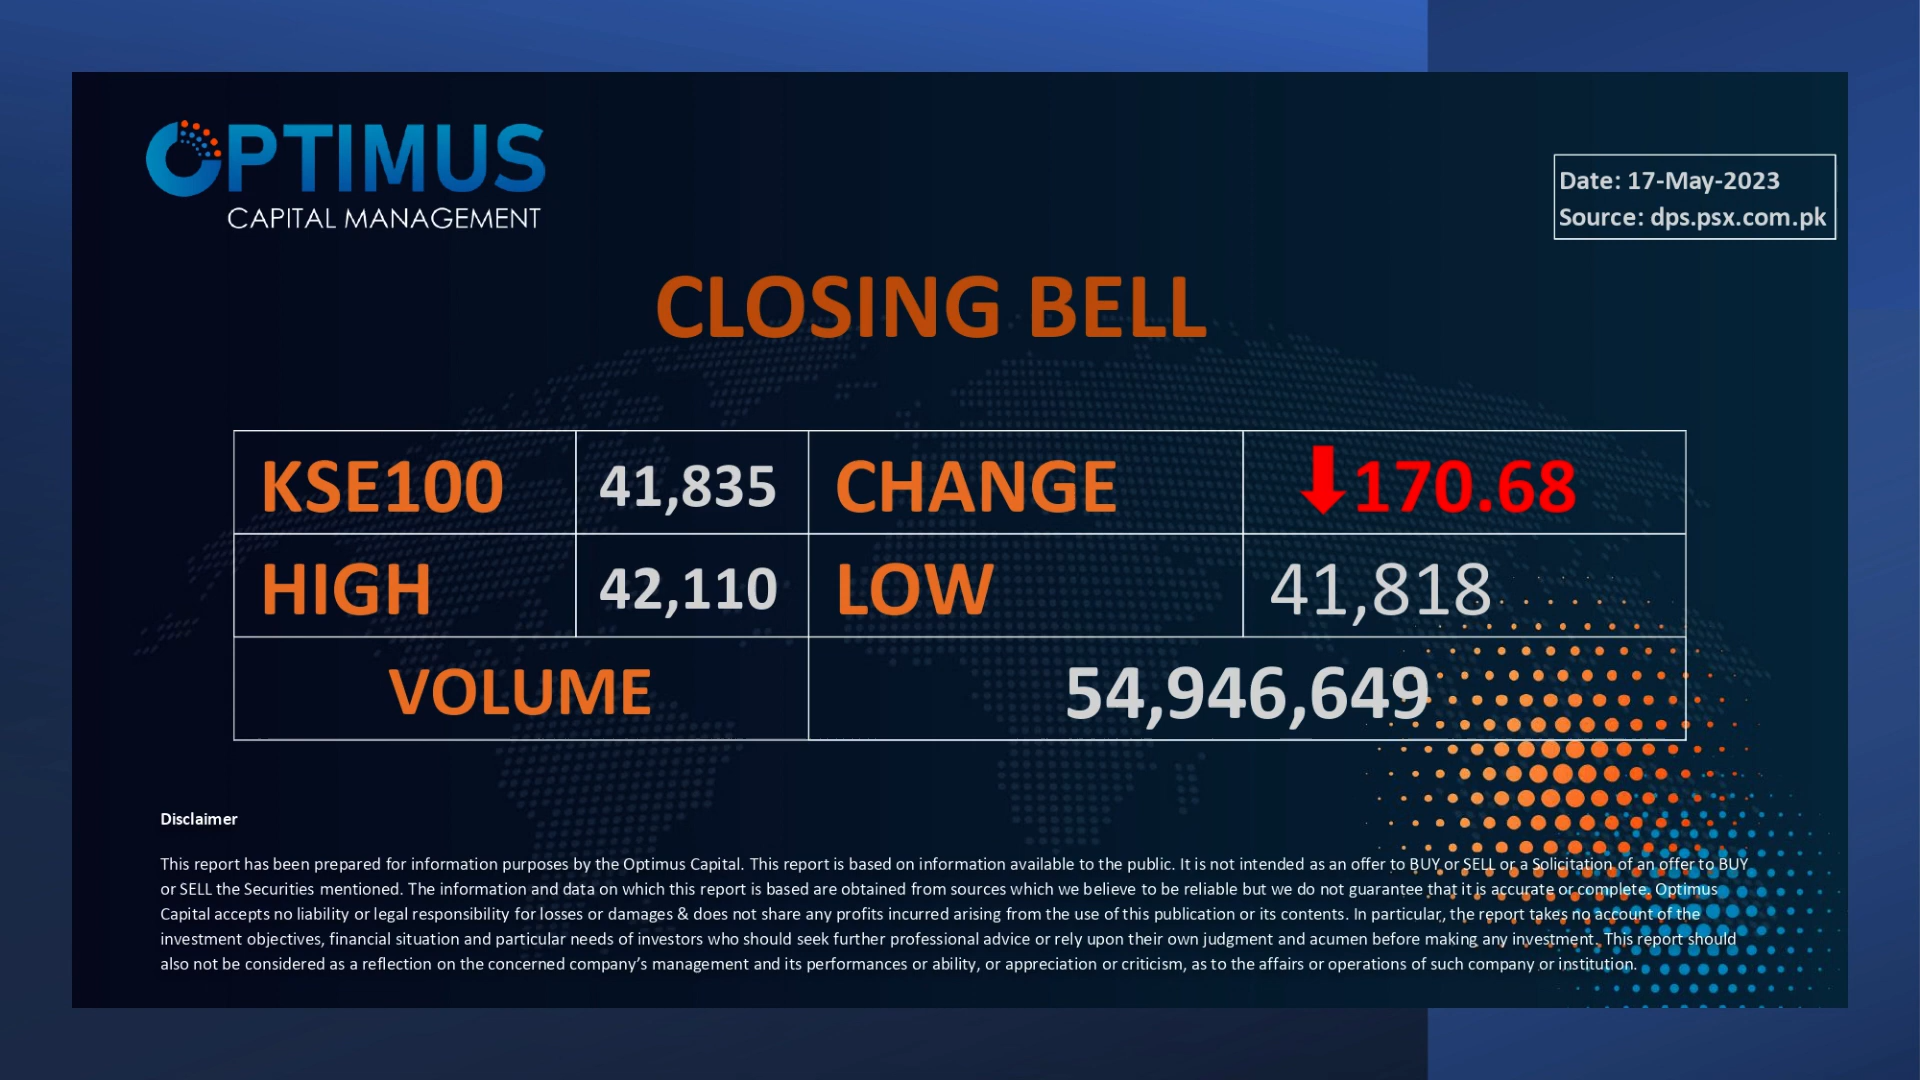 OPTIMUS
CAPITAL MANAGEMENT
Date: 17-May-2023
Source: dps.psx.com.pk
CLOSING BELL
KSE100 41,835 CHANGE 170.68
HIGH 42,110 LOW 41,818
VOLUME 54,946,649
Disclaimer
This report has been prepared for information purposes by the Optimus Capital. This report is based on information available to the public. It is not intended as an offer to BUY or SELL or a Solicitation of an offer to BUY
or SELL the Securities mentioned. The information and data on which this report is based are obtained from sources which we believe to be reliable but we do not guarantee that it is accurate or complete. Optimus
Capital accepts no liability or legal responsibility for losses or damages & does not share any profits incurred arising from the use of this publication or its contents. In particular, the report takes no account of the
investment objectives, financial situation and particular needs of investors who should seek further professional advice or rely upon their own judgment and acumen before making any investment. This report should
also not be considered as a reflection on the concerned company’s management and its performances or ability, or appreciation or criticism, as to the affairs or operations of such company or institution.